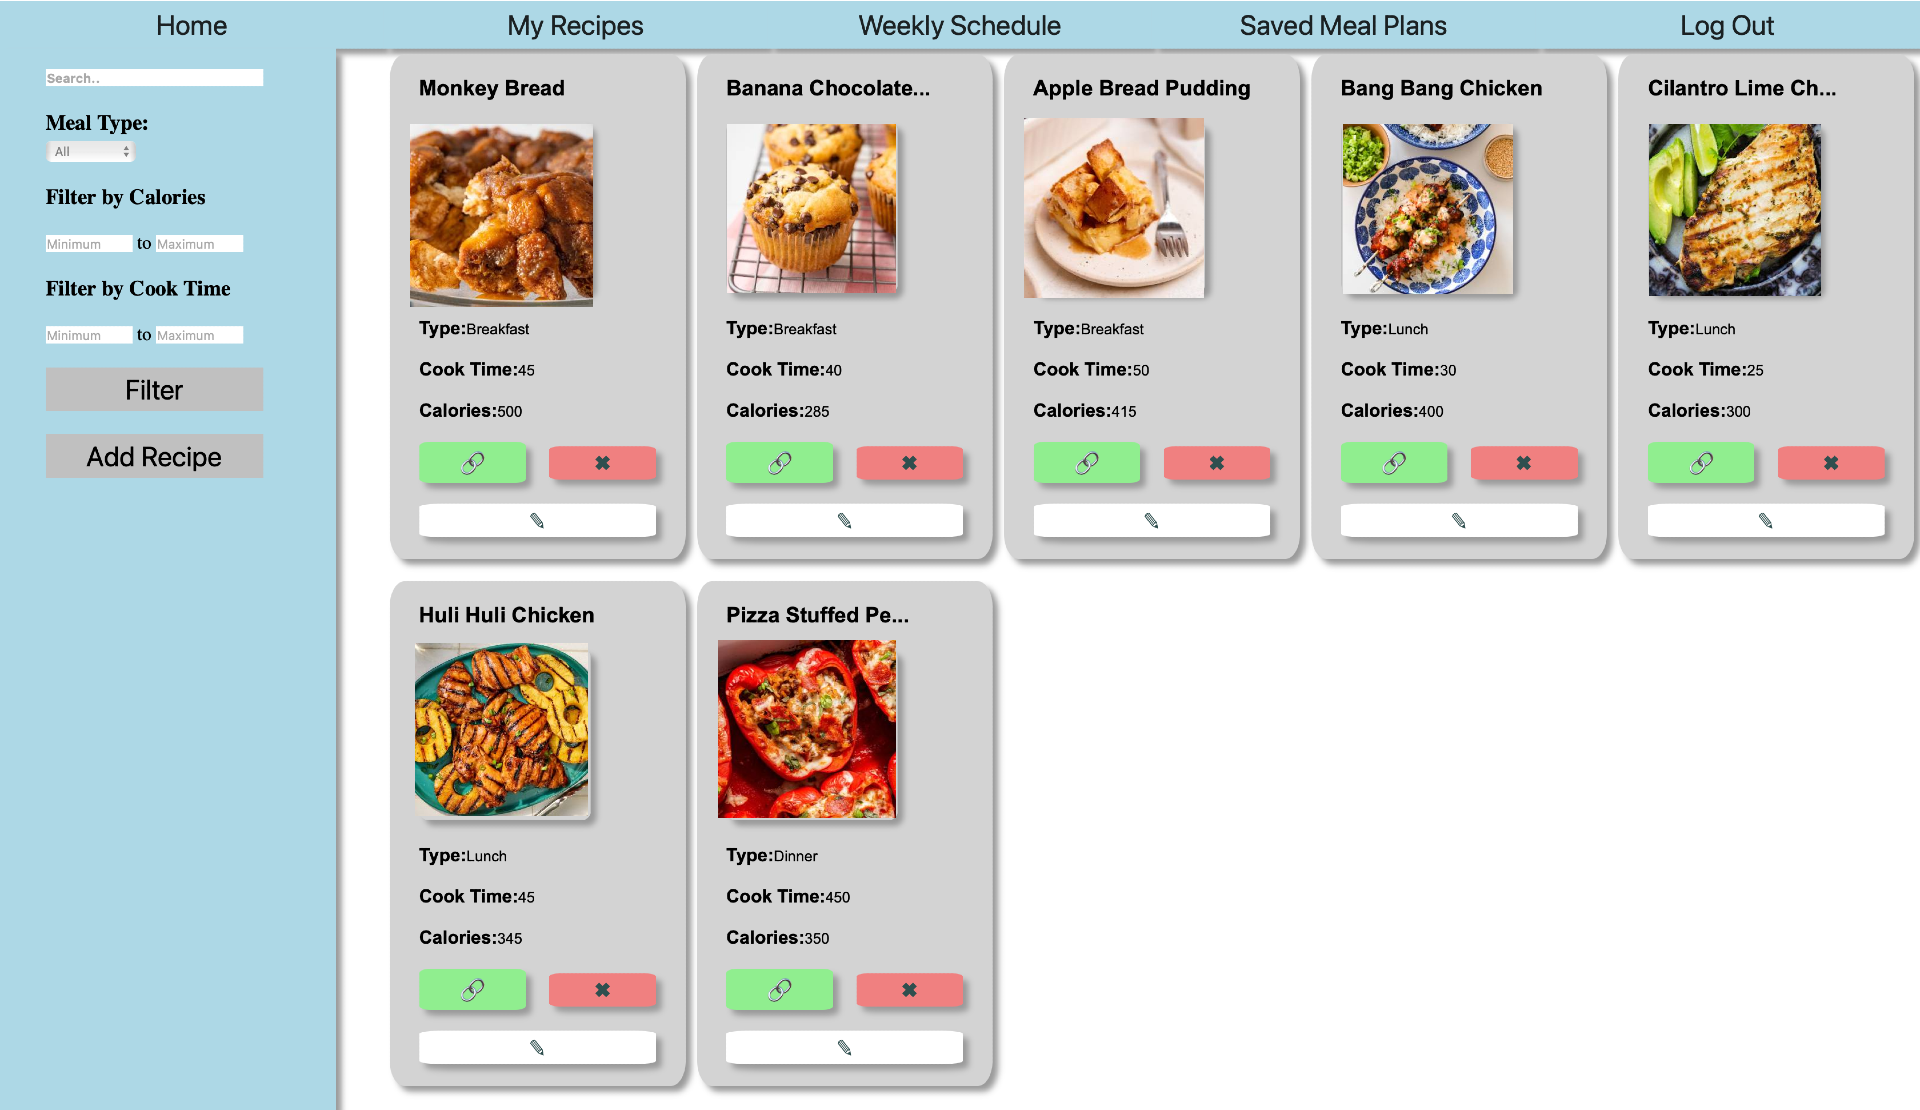 Home My Recipes Weekly Schedule Saved Meal Plans Log Out
Search..
Meal Type:
All
Filter by Calories
Minimum to Maximum
Filter by Cook Time
Minimum to Maximum
Filter
Add Recipe
Monkey Bread
Type:Breakfast
Cook Time:45
Calories:500
Banana Chocolate...
Type:Breakfast
Cook Time:40
Calories:285
Apple Bread Pudding
Type:Breakfast
Cook Time:50
Calories:415
Bang Bang Chicken
Type:Lunch
Cook Time:30
Calories:400
Cilantro Lime Ch...
Type:Lunch
Cook Time:25
Calories:300
Huli Huli Chicken
Type:Lunch
Cook Time:45
Calories:345
Pizza Stuffed Pe...
Type:Dinner
Cook Time:450
Calories:350